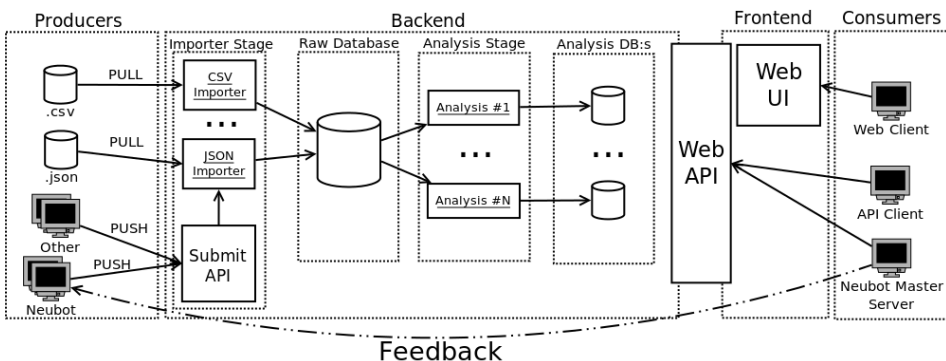 Producers
Backend
Frontend
Consumers
Importer Stage
Raw Database
Analysis Stage
Analysis DB:s
PULL
.csv
CSV
Importer
...
PULL
.json
JSON
Importer
Other
PUSH
PUSH
Neubot
Submit
API
Analysis #1
...
Analysis #N
...
Web
API
Web
UI
Web Client
API Client
Neubot Master
Server
Feedback